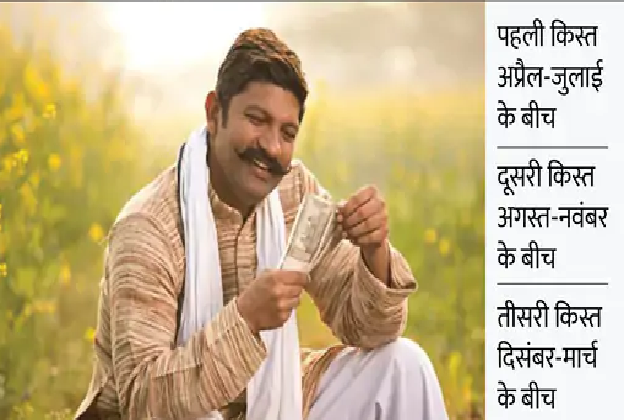 पहली किस्त
अप्रैल-जुलाई
के बीच
दूसरी किस्त
अगस्त-नवंबर
के बीच
तीसरी किस्त
दिसंबर-मार्च
के बीच